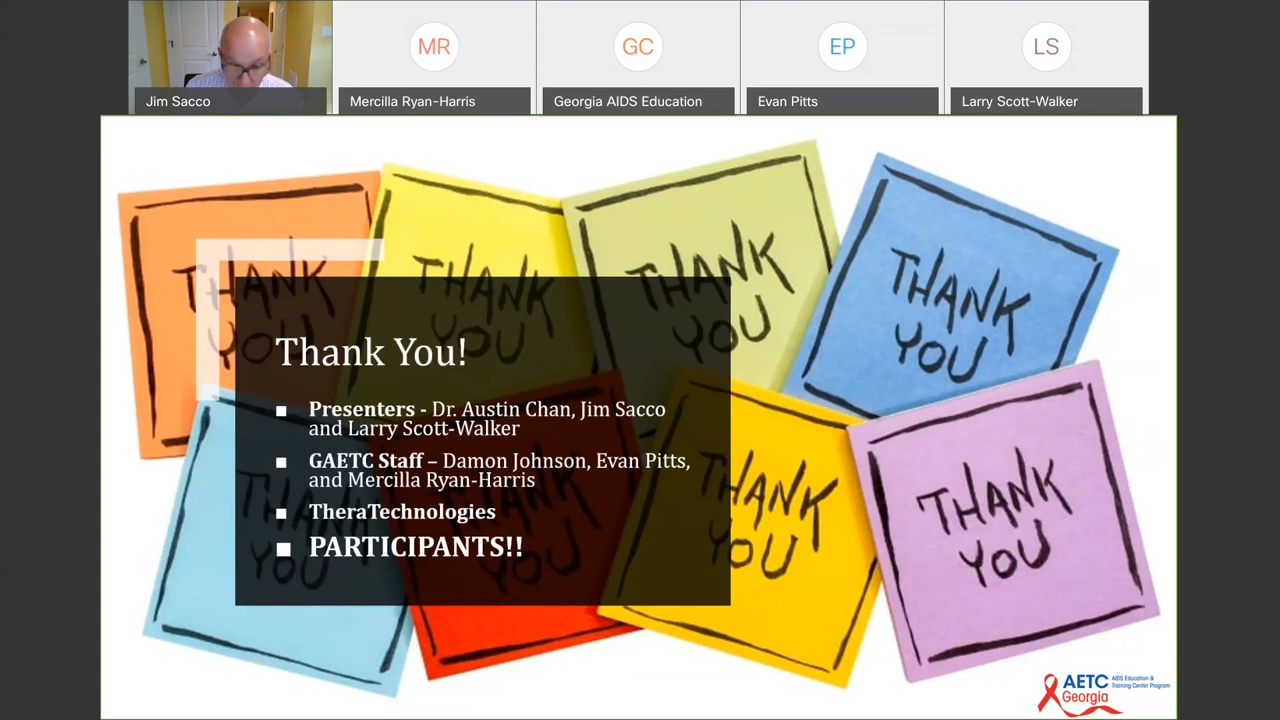 MR
GC
EP
LS
Jim Sacco
Mercilla Ryan-Harris
Georgia AIDS Education
Evan Pitts
Larry Scott-Walker
THANK
YOU
THANK
YOU
THANK
YOU
THANK
YOU
Thank You!
■ Presenters - Dr. Austin Chan, Jim Sacco
and Larry Scott-Walker
■ GAETC Staff – Damon Johnson, Evan Pitts,
and Mercilla Ryan-Harris
■ TheraTechnologies
■ PARTICIPANTS!!
THANK
YOU
THANK
YOU
THANK
YOU
THANK
YOU
AETC AIDS Education &
Training Center Program
Georgia